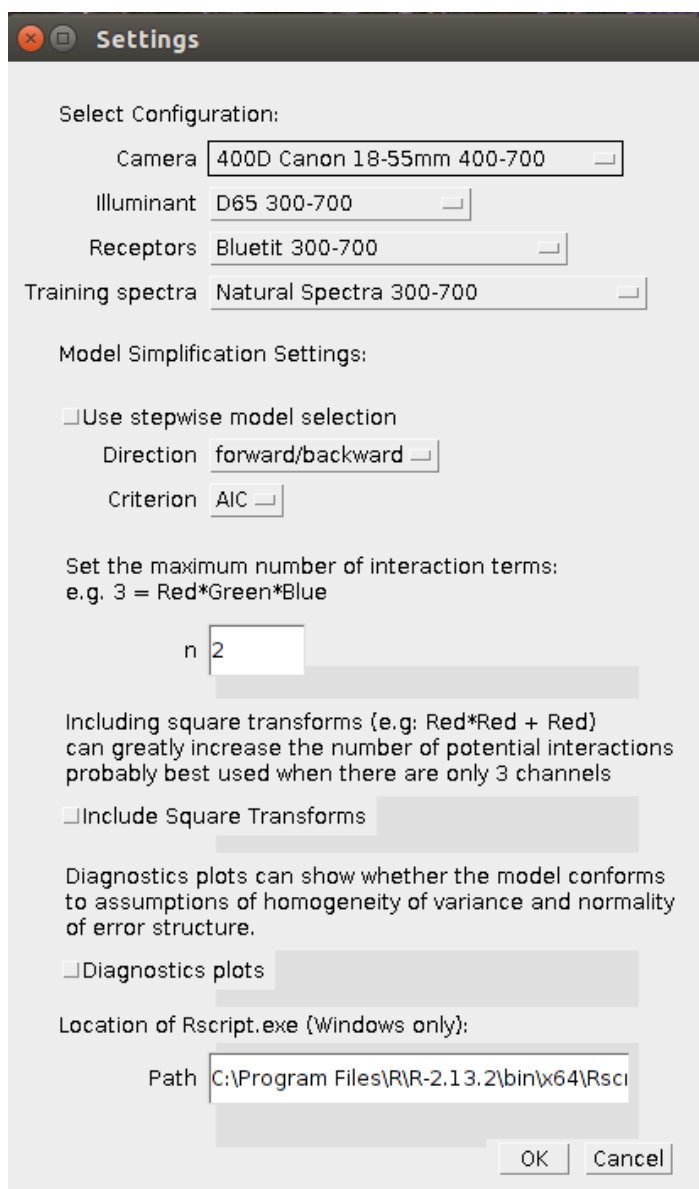 Settings
Select Configuration:
Camera 400D Canon 18-55mm 400-700
Illuminant D65 300-700
Receptors Bluetit 300-700
Training spectra Natural Spectra 300-700
Model Simplification Settings:
Use stepwise model selection
Direction forward/backward
Criterion AIC
Set the maximum number of interaction terms:
e.g. 3 = Red*Green*Blue
n 2
Including square transforms (e.g: Red*Red + Red)
can greatly increase the number of potential interactions
probably best used when there are only 3 channels
Include Square Transforms
Diagnostics plots can show whether the model conforms
to assumptions of homogeneity of variance and normality
of error structure.
Diagnostics plots
Location of Rscript.exe (Windows only):
Path C:\Program Files\R\R-2.13.2\bin\x64\Rscr
OK Cancel